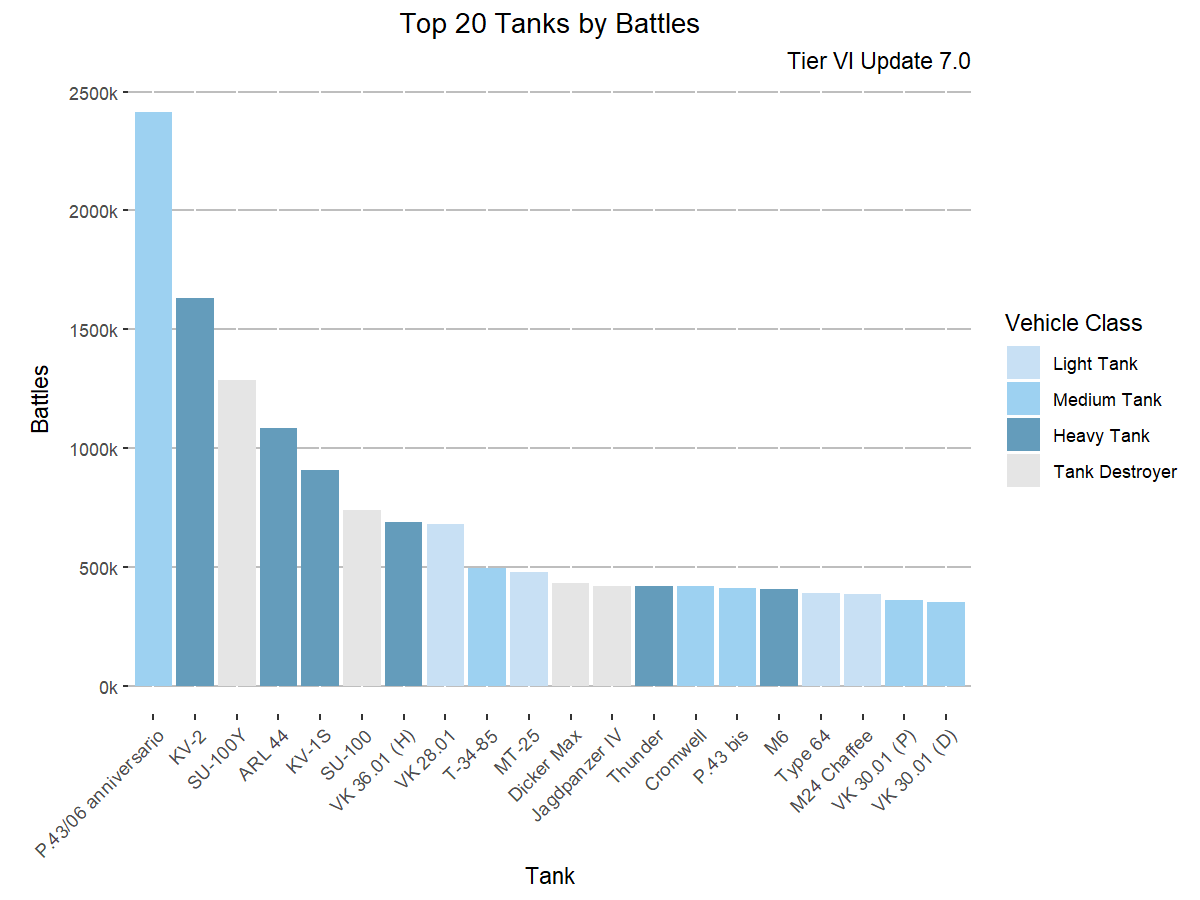 Top 20 Tanks by Battles
Tier VI Update 7.0
2500k
2000k
1500k
1000k
500k
0k
Battles
P.43/06 anniversario
KV-2
SU-100Y
ARL 44
KV-1S
SU-100
VK 36.01 (H)
VK 28.01
T-34-85
MT-25
Dicker Max
Jagdpanzer IV
Thunder
Cromwell
P.43 bis
M6
Type 64
M24 Chaffee
VK 30.01 (P)
VK 30.01 (D)
Tank
Vehicle Class
Light Tank
Medium Tank
Heavy Tank
Tank Destroyer